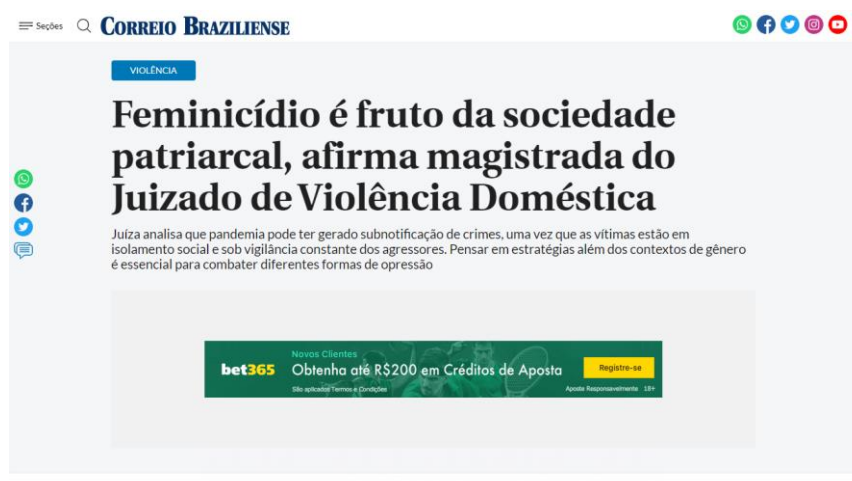 Seções
CORREIO BRAZILIENSE
VIOLÊNCIA
Feminicídio é fruto da sociedade
patriarcal, afirma magistrada do
Juizado de Violência Doméstica
Juíza analisa que pandemia pode ter gerado subnotificação de crimes, uma vez que as vítimas estão em
isolamento social e sob vigilância constante dos agressores. Pensar em estratégias além dos contextos de gênero
é essencial para combater diferentes formas de opressão
Novos Clientes
bet365 Obtenha até R$200 em Créditos de Aposta Registre-se
São aplicados Termos e Condições Aposte Responsavelmente 18+